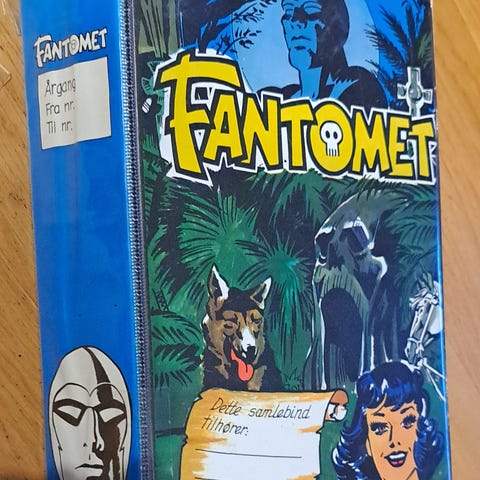 FANTOMET
Årgang
Fra nr.
Til nr.
FANTOMET
Dette samlebind
tilhører: